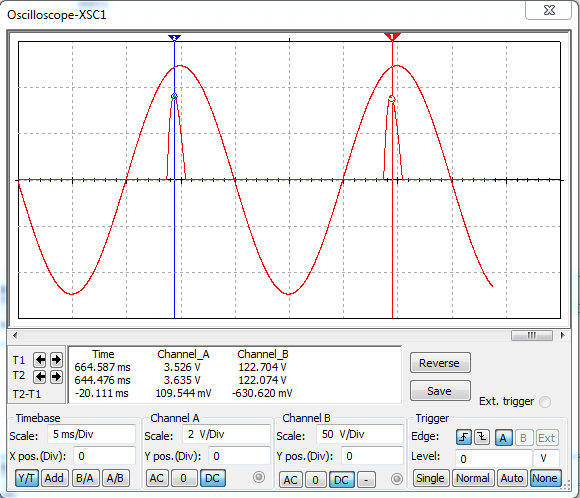 Oscilloscope-XSC1
2 1
T1 Time Channel_A Channel_B
T2 664.587 ms 3.526 V 122.704 V
644.476 ms 3.635 V 122.074 V
T2-T1 -20.111 ms 109.544 mV -630.620 mV
Reverse
Save
Ext. trigger
Timebase Channel A Channel B Trigger
Scale: 5 ms/Div Scale: 2 V/Div Scale: 50 V/Div Edge: A B Ext
X pos.(Div): 0 Y pos.(Div): 0 Y pos.(Div): 0 Level: 0 V
Y/T Add B/A A/B AC 0 DC AC 0 DC - Single Normal Auto None